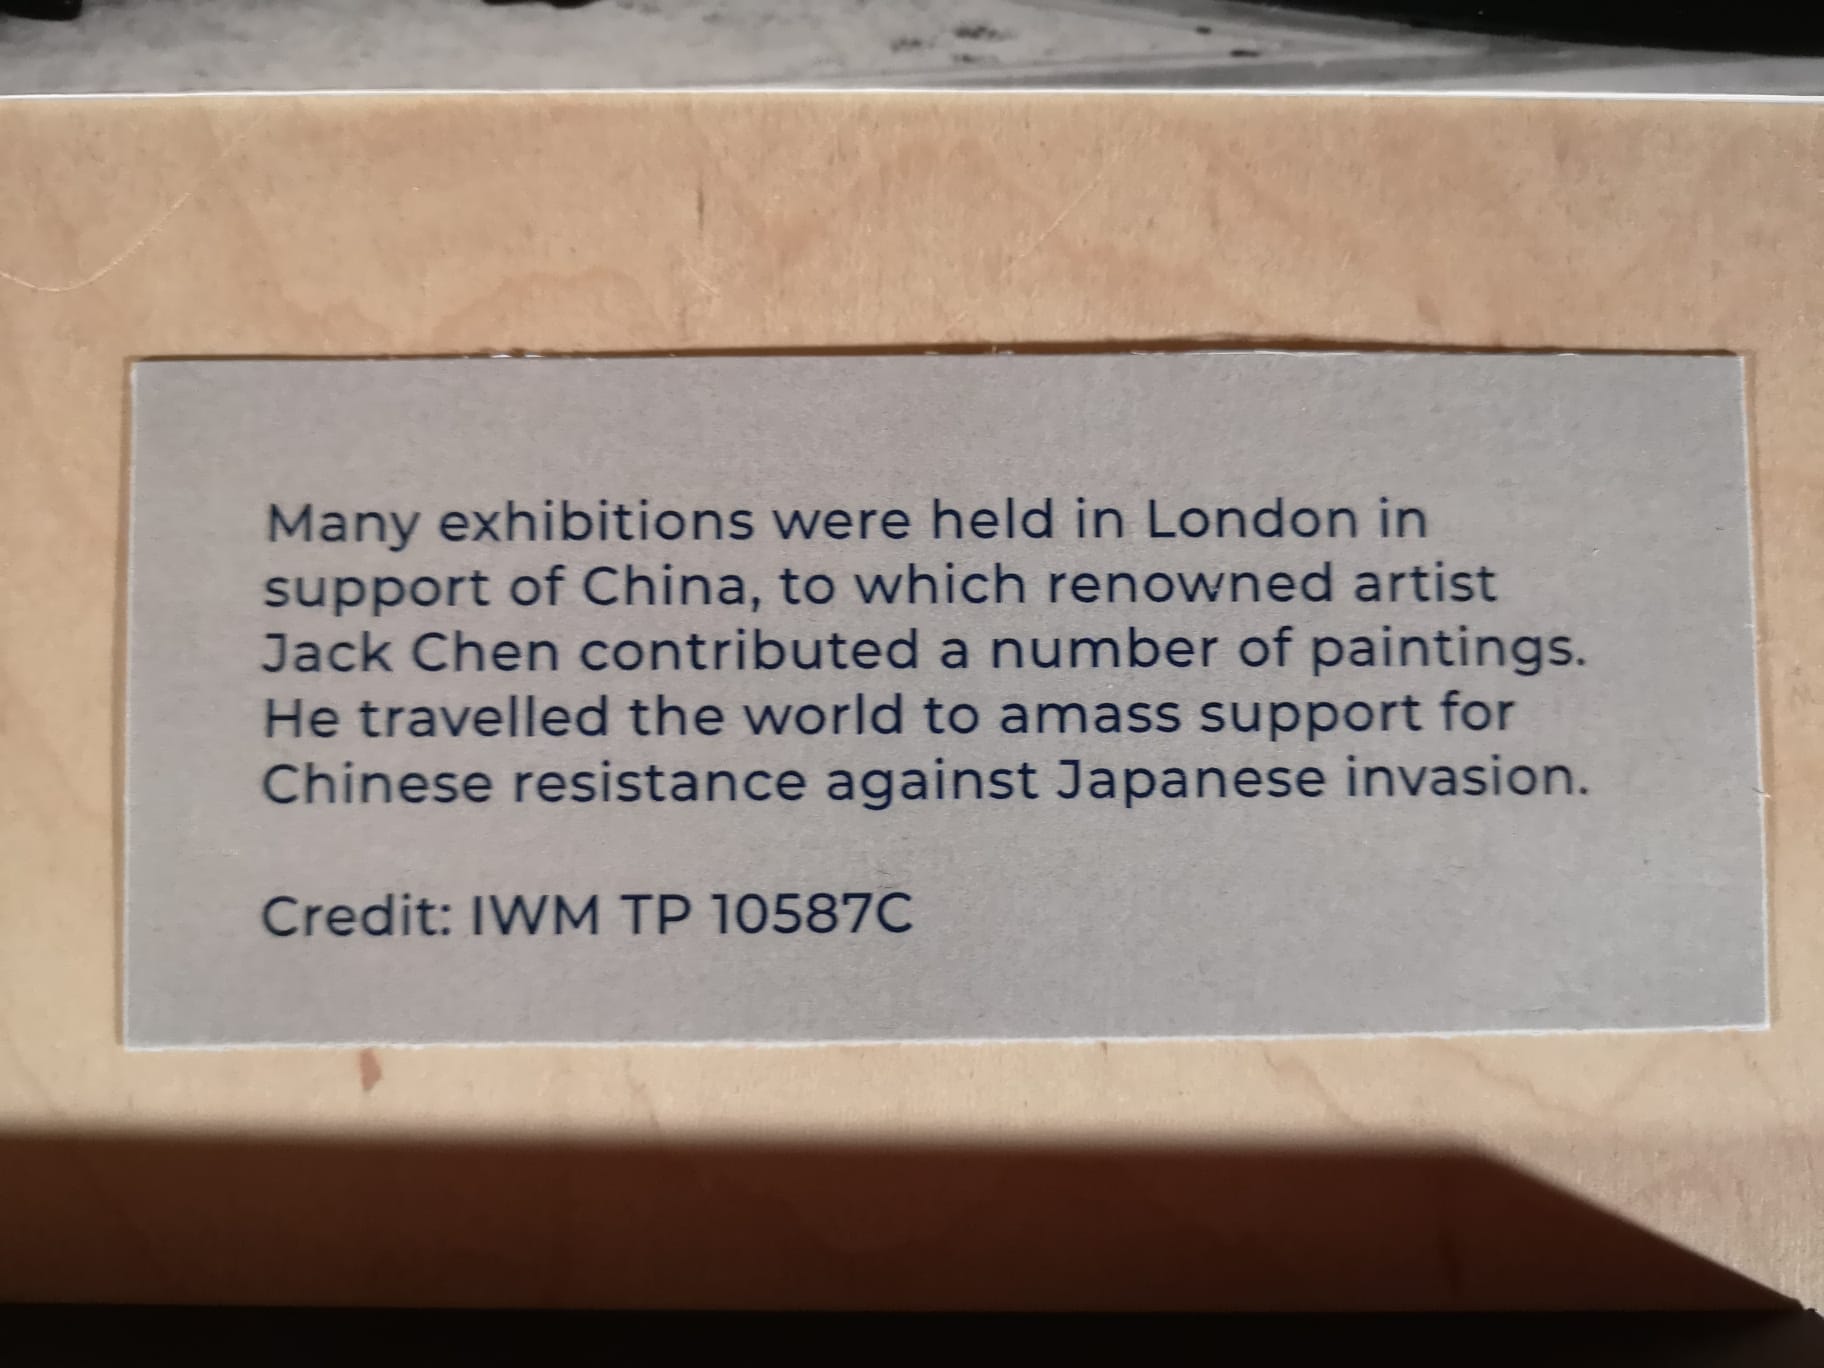 Many exhibitions were held in London in
support of China, to which renowned artist
Jack Chen contributed a number of paintings.
He travelled the world to amass support for
Chinese resistance against Japanese invasion.
Credit: IWM TP 10587C